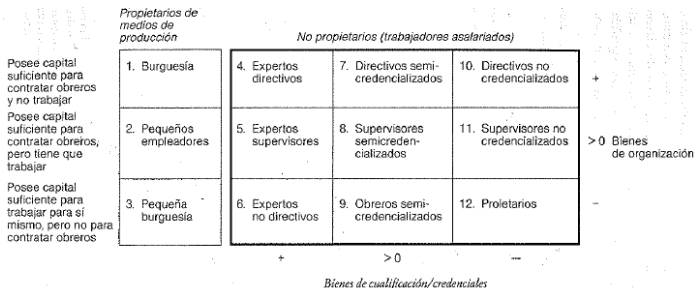 Propietarios de
medios de
producción
No propietarios (trabajadores asalariados)
Posee capital
suficiente para
contratar obreros
y no trabajar
1. Burguesía
4. Expertos
directivos
7. Directivos semi-
credencializados
10. Directivos no
credencializados
+
Posee capital
suficiente para
contratar obreros,
pero tiene que
trabajar
2. Pequeños
empleadores
5. Expertos
supervisores
8. Supervisores
semicreden-
cializados
11. Supervisores no
credencializados
> 0 Bienes
de organización
Posee capital
suficiente para
trabajar para sí
mismo, pero no para
contratar obreros
3. Pequeña
burguesía
6. Expertos
no directivos
9. Obreros semi-
credencializados
12. Proletarios
–
+
> 0
—
Bienes de cualificación/credenciales